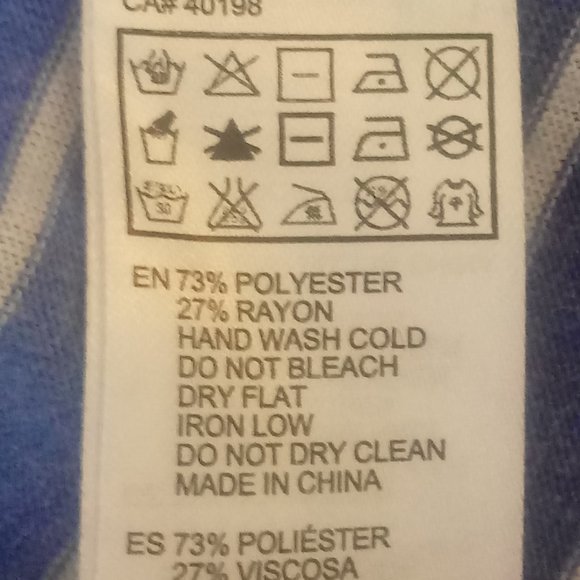 CA# 40198
30
EN 73% POLYESTER
27% RAYON
HAND WASH COLD
DO NOT BLEACH
DRY FLAT
IRON LOW
DO NOT DRY CLEAN
MADE IN CHINA
ES 73% POLIÉSTER
27% VISCOSA